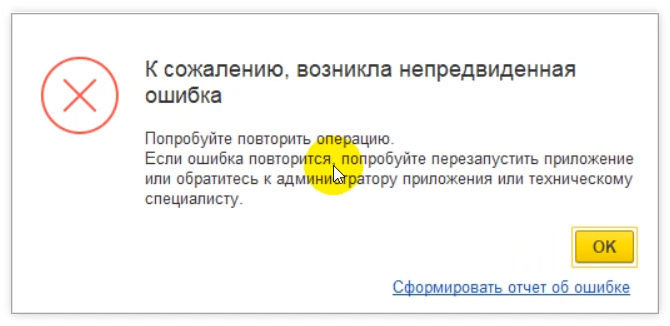 К сожалению, возникла непредвиденная
ошибка
Попробуйте повторить операцию.
Если ошибка повторится, попробуйте перезапустить приложение
или обратитесь к администратору приложения или техническому
специалисту.
ОК
Сформировать отчет об ошибке